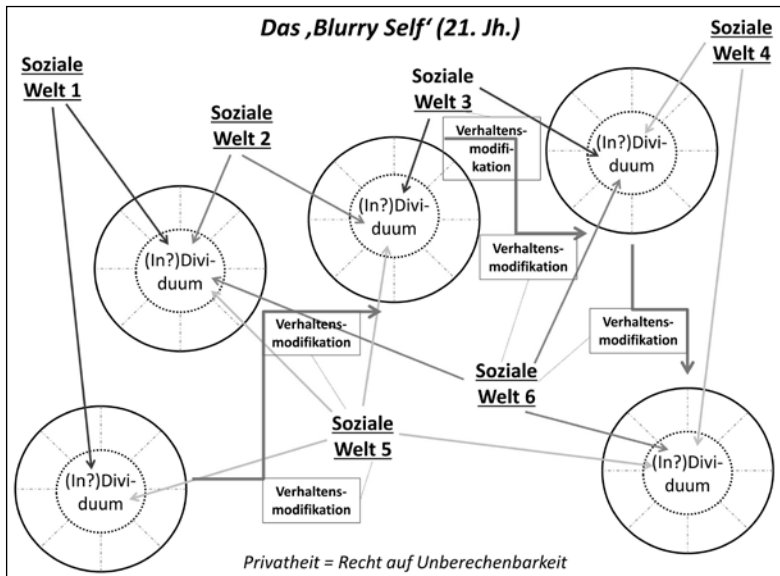 Das ‚Blurry Self‘ (21. Jh.)
Soziale
Welt 1
Soziale
Welt 2
Soziale
Welt 3
Soziale
Welt 4
Verhaltens-
modifi-
kation
(In?)Divi-
duum
(In?)Divi-
duum
(In?)Divi-
duum
Verhaltens-
modifikation
Verhaltens-
modifikation
Verhaltens-
modifikation
Soziale
Welt 6
Soziale
Welt 5
(In?)Divi-
duum
(In?)Divi-
duum
Verhaltens-
modifikation
Privatheit = Recht auf Unberechenbarkeit